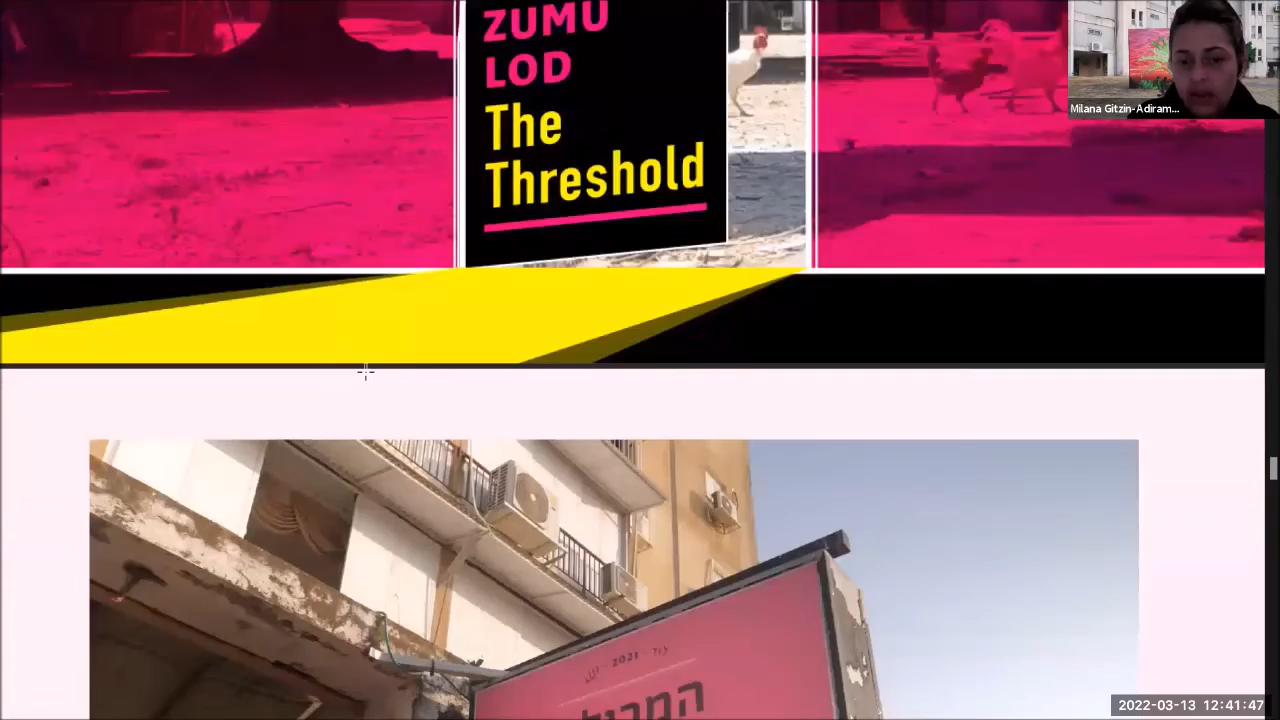 ZUMU
LOD
The
Threshold
Milana Gitzin-Adiram...
2021
2022-03-13 12:41:47